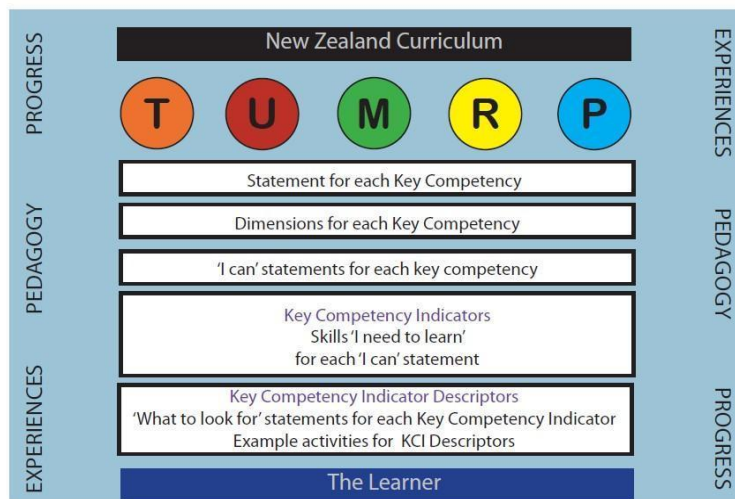 New Zealand Curriculum
T U M R P
Statement for each Key Competency
Dimensions for each Key Competency
'I can' statements for each key competency
Key Competency Indicators
Skills 'I need to learn'
for each 'I can' statement
Key Competency Indicator Descriptors
'What to look for' statements for each Key Competency Indicator
Example activities for KCI Descriptors
The Learner
PROGRESS
PEDAGOGY
EXPERIENCES
EXPERIENCES
PEDAGOGY
PROGRESS